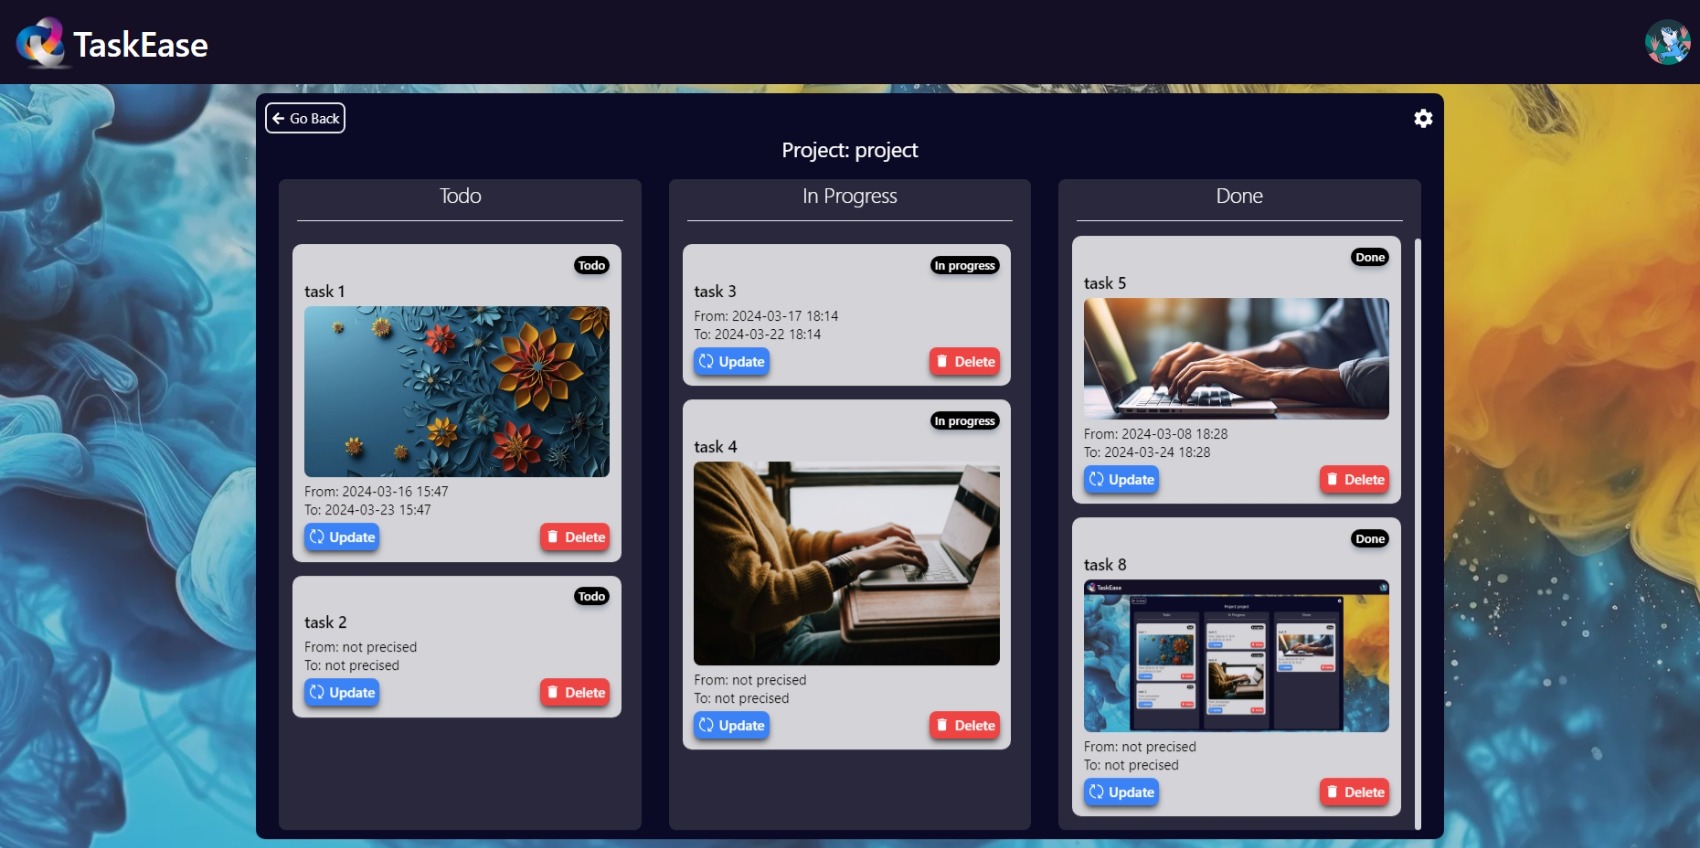 TaskEase
Go Back
Project: project
Todo
Todo
task 1
From: 2024-03-16 15:47
To: 2024-03-23 15:47
Update Delete
Todo
task 2
From: not precised
To: not precised
Update Delete
In Progress
In progress
task 3
From: 2024-03-17 18:14
To: 2024-03-22 18:14
Update Delete
In progress
task 4
From: not precised
To: not precised
Update Delete
Done
Done
task 5
From: 2024-03-08 18:28
To: 2024-03-24 18:28
Update Delete
Done
task 8
TaskEase
Project: project
From: not precised
To: not precised
Update Delete